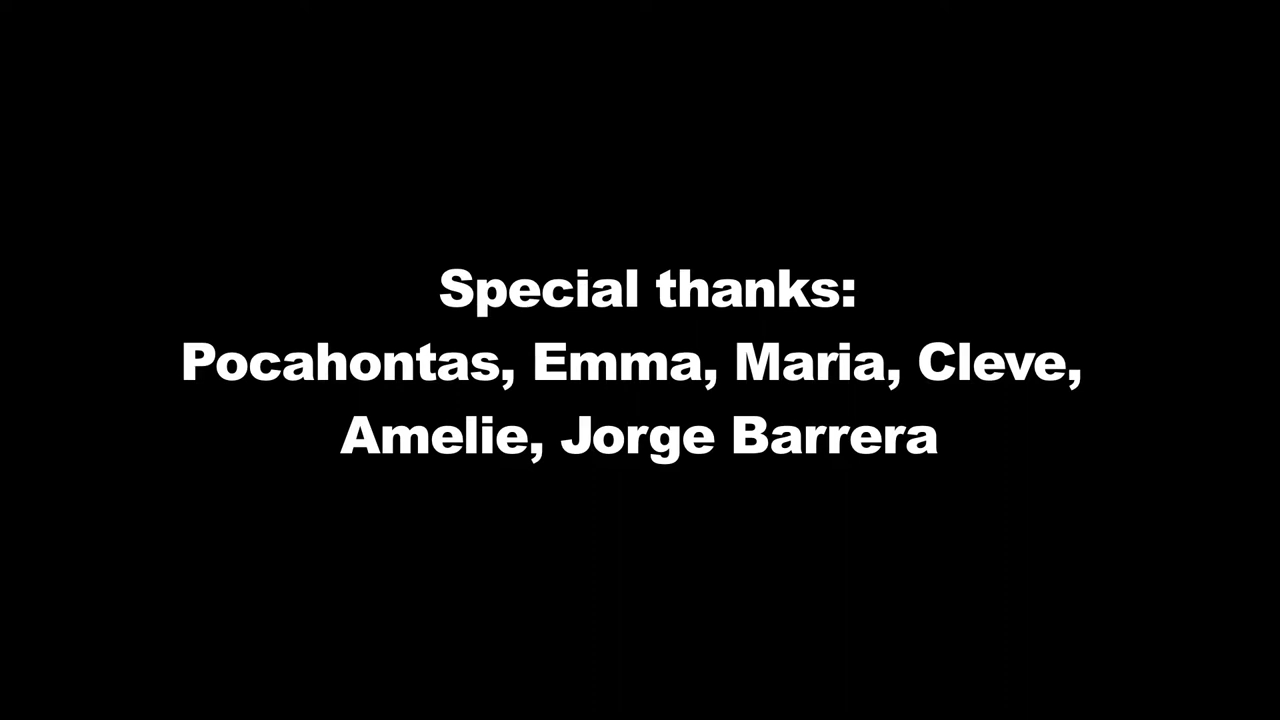 Special thanks:
Pocahontas, Emma, Maria, Cleve,
Amelie, Jorge Barrera